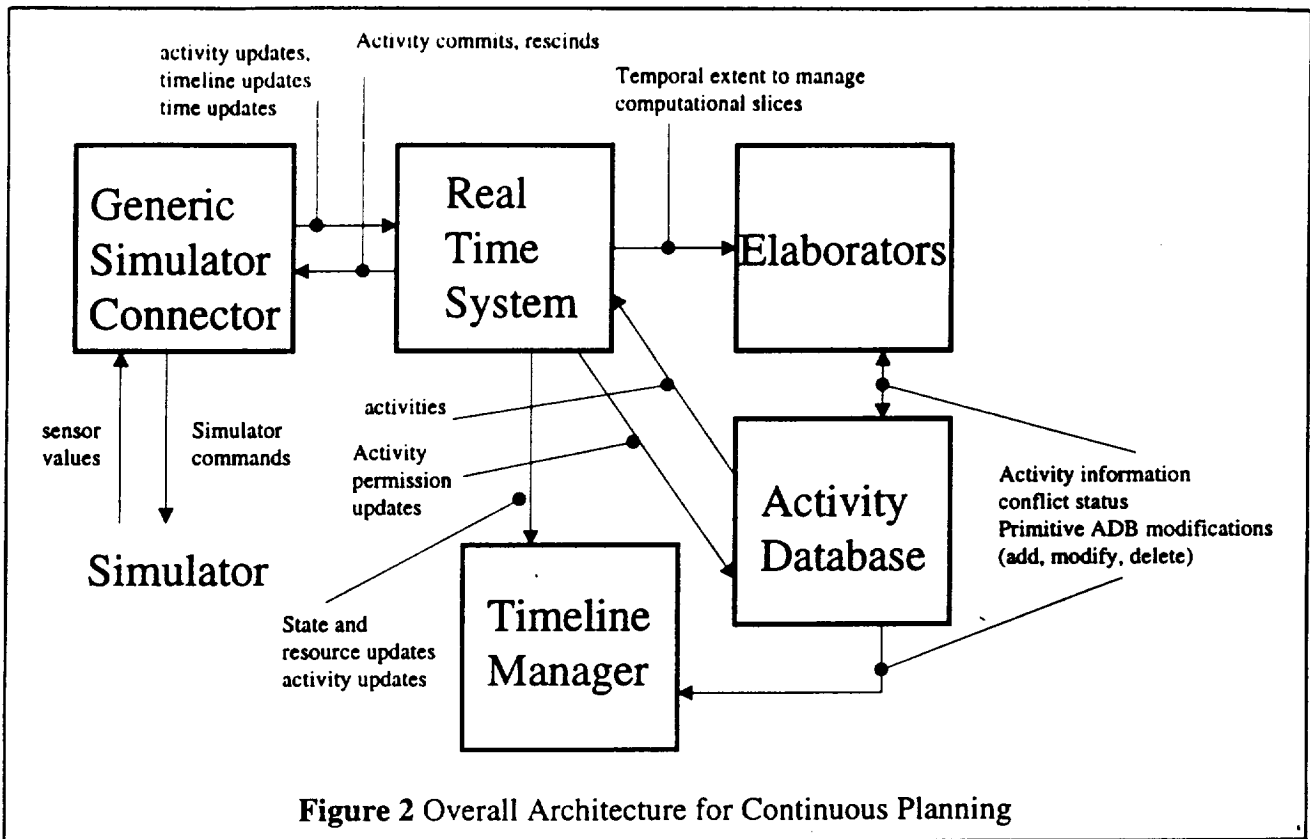 activity updates,
timeline updates
time updates
Activity commits, rescinds
Temporal extent to manage
computational slices
Generic
Simulator
Connector
Real
Time
System
Elaborators
sensor
values
Simulator
commands
activities
Activity
permission
updates
Simulator
State and
resource updates
activity updates
Timeline
Manager
Activity
Database
Activity information
conflict status
Primitive ADB modifications
(add, modify, delete)
Figure 2 Overall Architecture for Continuous Planning